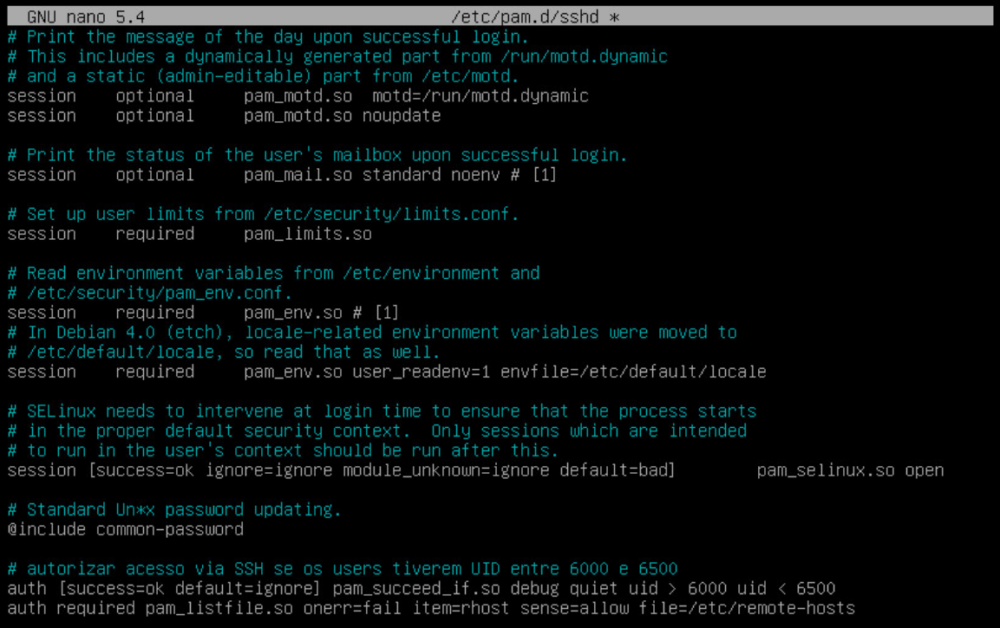 GNU nano 5.4 /etc/pam.d/sshd *
# Print the message of the day upon successful login.
# This includes a dynamically generated part from /run/motd.dynamic
# and a static (admin-editable) part from /etc/motd.
session    optional     pam_motd.so  motd=/run/motd.dynamic
session    optional     pam_motd.so noupdate
# Print the status of the user's mailbox upon successful login.
session    optional     pam_mail.so standard noenv # [1]
# Set up user limits from /etc/security/limits.conf.
session    required     pam_limits.so
# Read environment variables from /etc/environment and
# /etc/security/pam_env.conf.
session    required     pam_env.so # [1]
# In Debian 4.0 (etch), locale-related environment variables were moved to
# /etc/default/locale, so read that as well.
session    required     pam_env.so user_readenv=1 envfile=/etc/default/locale
# SELinux needs to intervene at login time to ensure that the process starts
# in the proper default security context.  Only sessions which are intended
# to run in the user's context should be run after this.
session [success=ok ignore=ignore module_unknown=ignore default=bad]        pam_selinux.so open
# Standard Un*x password updating.
@include common-password
# autorizar acesso via SSH se os users tiverem UID entre 6000 e 6500
auth [success=ok default=ignore] pam_succeed_if.so debug quiet uid > 6000 uid < 6500
auth required pam_listfile.so onerr=fail item=rhost sense=allow file=/etc/remote-hosts